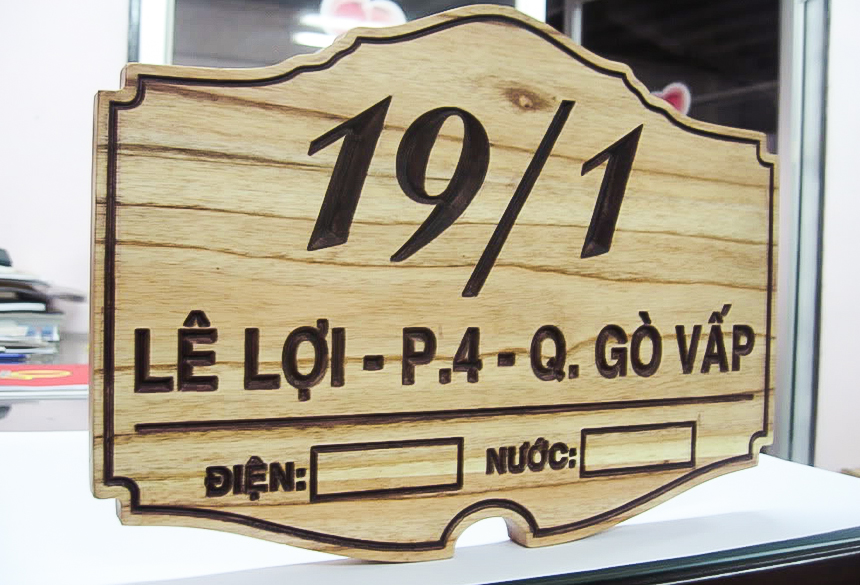 19/1
LÊ LỢI - P.4 - Q. GÒ VẤP
ĐIỆN: NƯỚC: